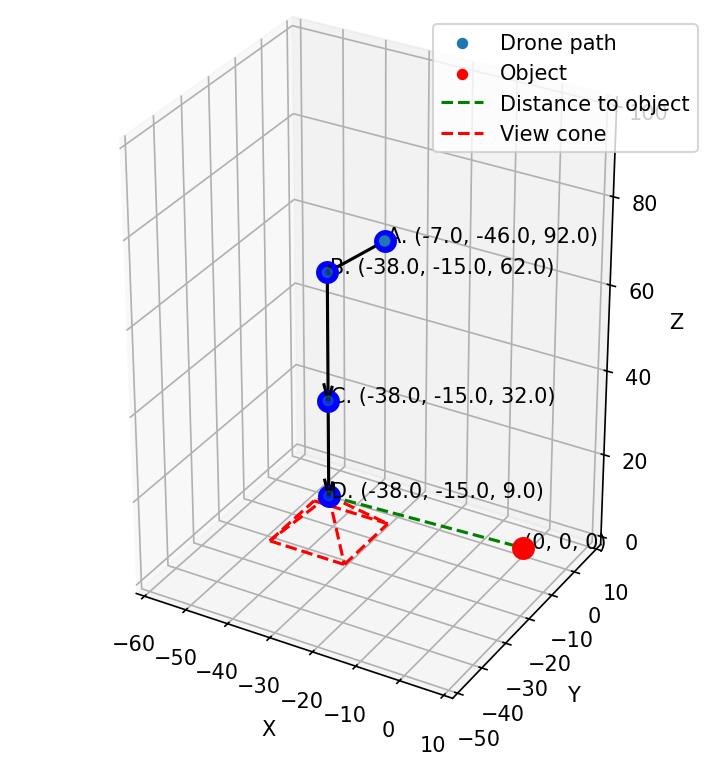 Drone path
Object
Distance to object
View cone
100
80
60
40
20
0
Z
A. (-7.0, -46.0, 92.0)
B. (-38.0, -15.0, 62.0)
C. (-38.0, -15.0, 32.0)
D. (-38.0, -15.0, 9.0)
(0, 0, 0)
−60
−50
−40
−30
−20
−10
0
10
X
10
0
−10
−20
−30
−40
−50
Y